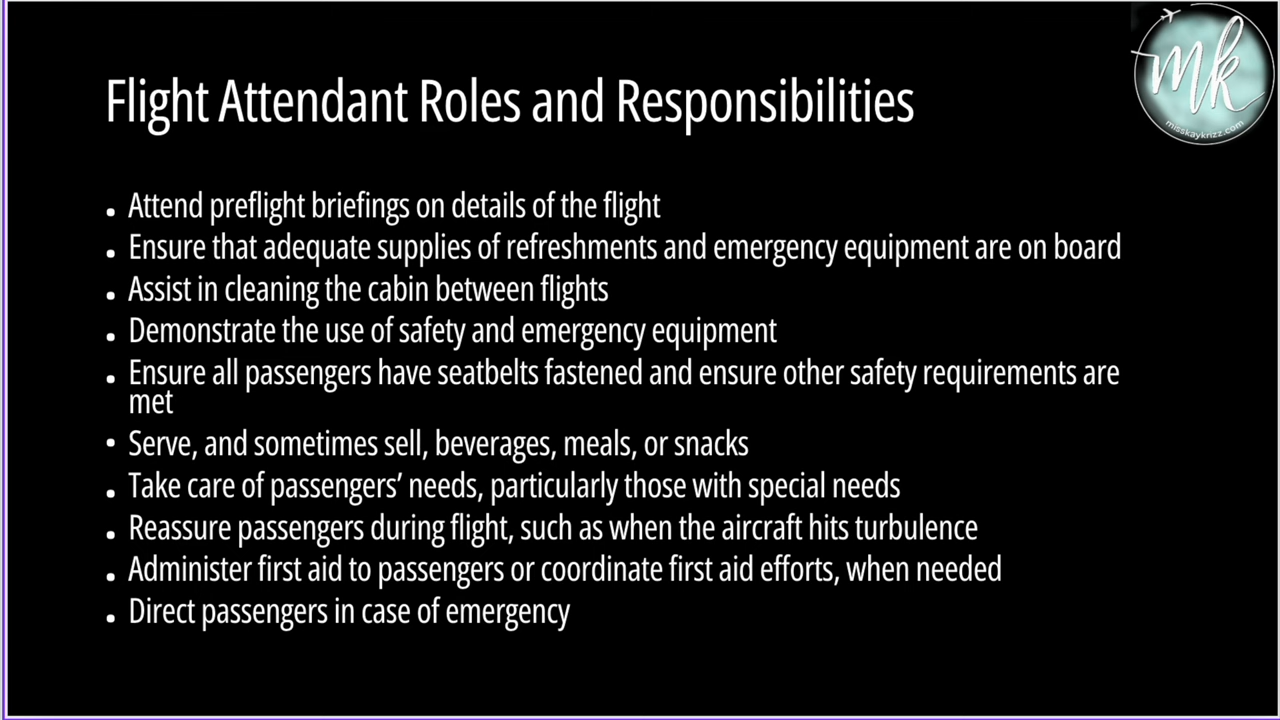 mk
misskaykrizz.com
Flight Attendant Roles and Responsibilities
• Attend preflight briefings on details of the flight
• Ensure that adequate supplies of refreshments and emergency equipment are on board
• Assist in cleaning the cabin between flights
• Demonstrate the use of safety and emergency equipment
• Ensure all passengers have seatbelts fastened and ensure other safety requirements are
met
• Serve, and sometimes sell, beverages, meals, or snacks
• Take care of passengers’ needs, particularly those with special needs
• Reassure passengers during flight, such as when the aircraft hits turbulence
• Administer first aid to passengers or coordinate first aid efforts, when needed
• Direct passengers in case of emergency